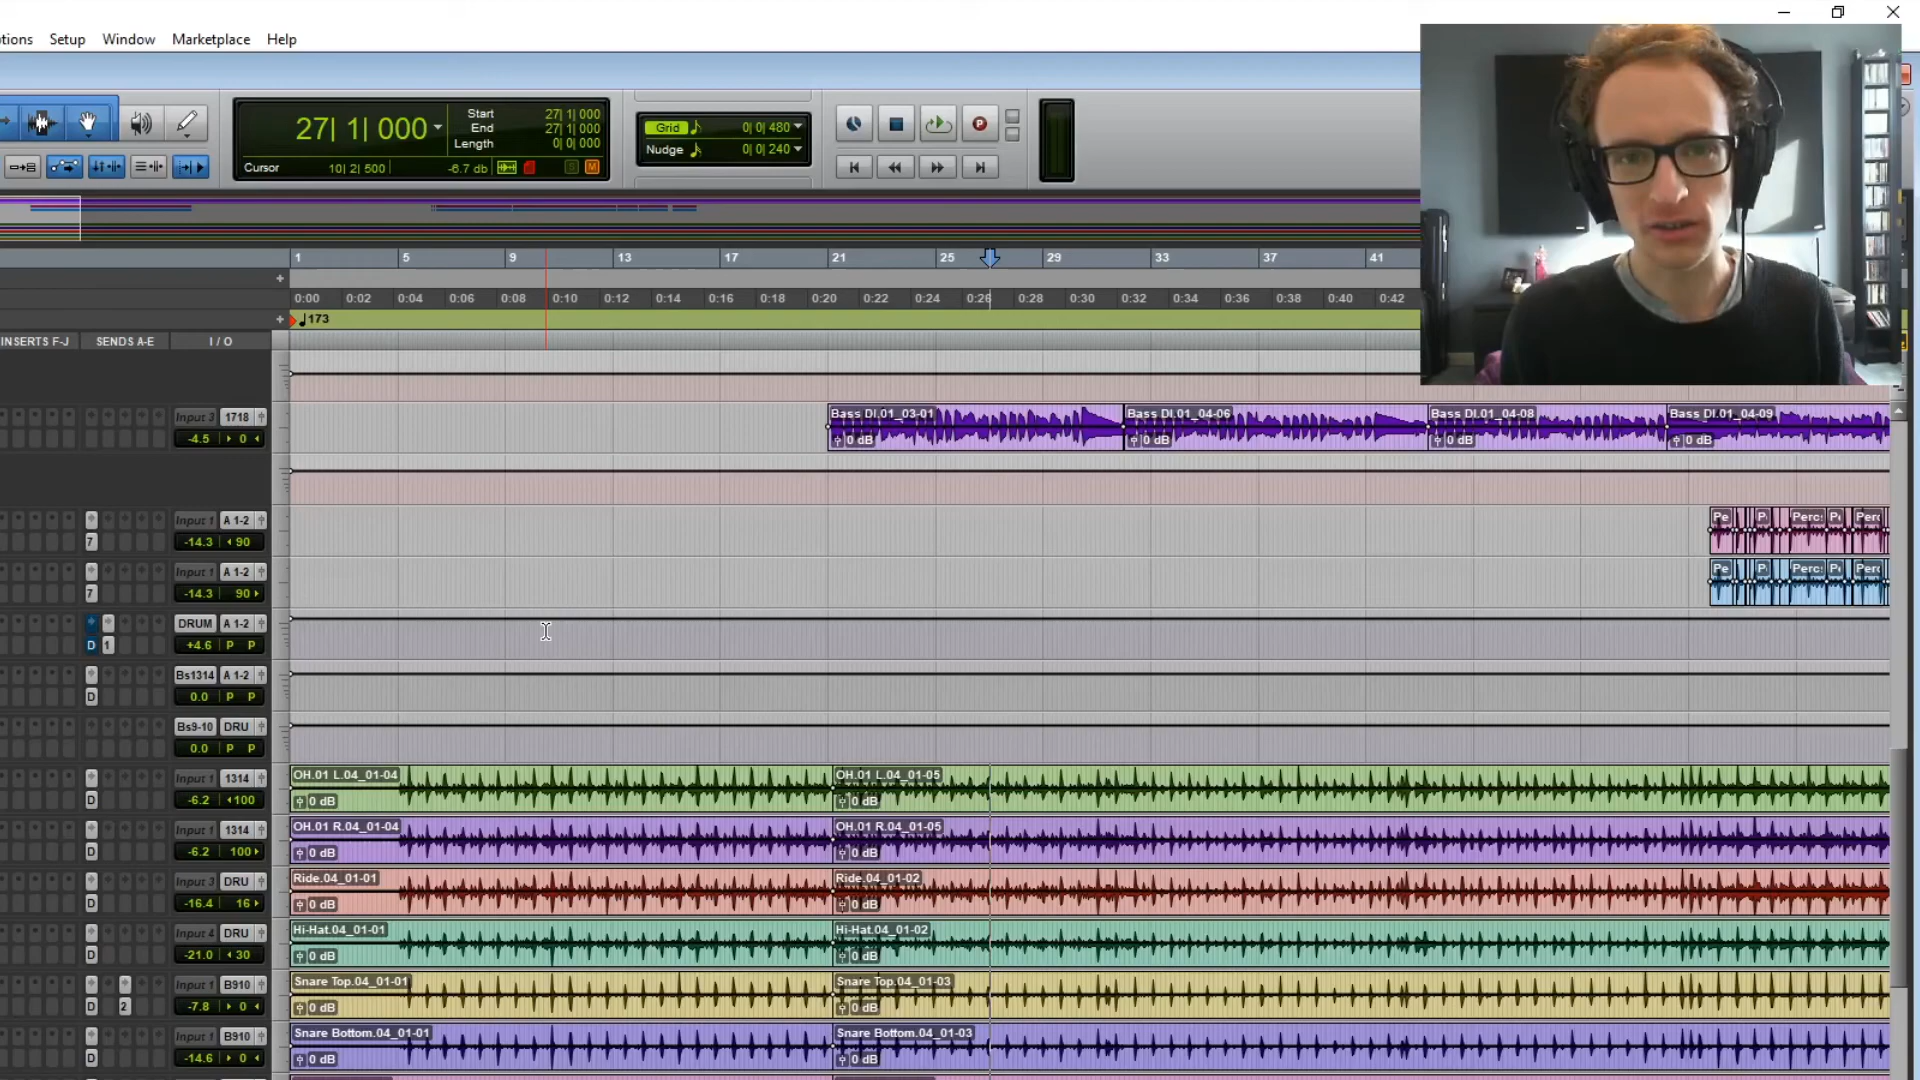 tions Setup Window Marketplace Help
27| 1| 000
Start 27| 1| 000
End 27| 1| 000
Length 0| 0| 000
Cursor 10| 2| 500 -6.7 db S M
Grid 0| 0| 480
Nudge 0| 0| 240
1 5 9 13 17 21 25 29 33 37 41
0:00 0:02 0:04 0:06 0:08 0:10 0:12 0:14 0:16 0:18 0:20 0:22 0:24 0:26 0:28 0:30 0:32 0:34 0:36 0:38 0:40 0:42
173
INSERTS F-J SENDS A-E I / O
Input 3 1718 Bass DI.01_03-01 Bass DI.01_04-06 Bass DI.01_04-08 Bass DI.01_04-09
-4.5 0 0 dB 0 dB 0 dB 0 dB
Input 1 A 1-2 Pe P Perc Pe Perc
7 -14.3 90
Input 1 A 1-2 Pe P Perc Pe Perc
7 -14.3 90
DRUM A 1-2
D 1 +4.6 P P
Bs1314 A 1-2
D 0.0 P P
Bs9-10 DRU
0.0 P P
Input 1 1314 OH.01 L.04_01-04 OH.01 L.04_01-05
D -6.2 100 0 dB 0 dB
Input 1 1314 OH.01 R.04_01-04 OH.01 R.04_01-05
D -6.2 100 0 dB 0 dB
Input 3 DRU Ride.04_01-01 Ride.04_01-02
D -16.4 16 0 dB 0 dB
Input 4 DRU Hi-Hat.04_01-01 Hi-Hat.04_01-02
D -21.0 30 0 dB 0 dB
Input 1 B910 Snare Top.04_01-01 Snare Top.04_01-03
D 2 -7.8 0 0 dB 0 dB
Input 1 B910 Snare Bottom.04_01-01 Snare Bottom.04_01-03
D -14.6 0 0 dB 0 dB